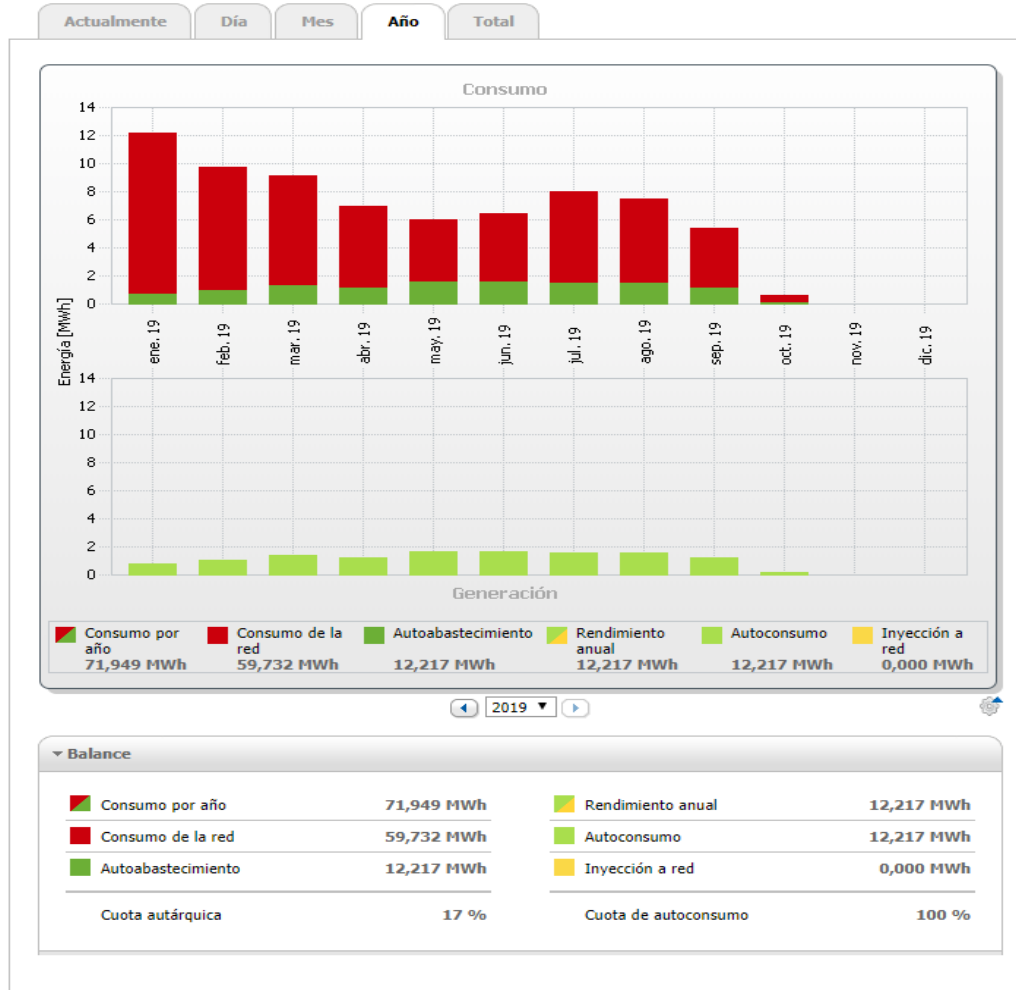 Actualmente Día Mes Año Total
Consumo
14
12
10
8
6
4
2
0
Energía [MWh]
ene. 19 feb. 19 mar. 19 abr. 19 may. 19 jun. 19 jul. 19 ago. 19 sep. 19 oct. 19 nov. 19 dic. 19
14
12
10
8
6
4
2
0
Generación
Consumo por Consumo de la Autoabastecimiento Rendimiento Autoconsumo Inyección a
año red anual red
71,949 MWh 59,732 MWh 12,217 MWh 12,217 MWh 12,217 MWh 0,000 MWh
2019
Balance
Consumo por año 71,949 MWh Rendimiento anual 12,217 MWh
Consumo de la red 59,732 MWh Autoconsumo 12,217 MWh
Autoabastecimiento 12,217 MWh Inyección a red 0,000 MWh
Cuota autárquica 17 % Cuota de autoconsumo 100 %